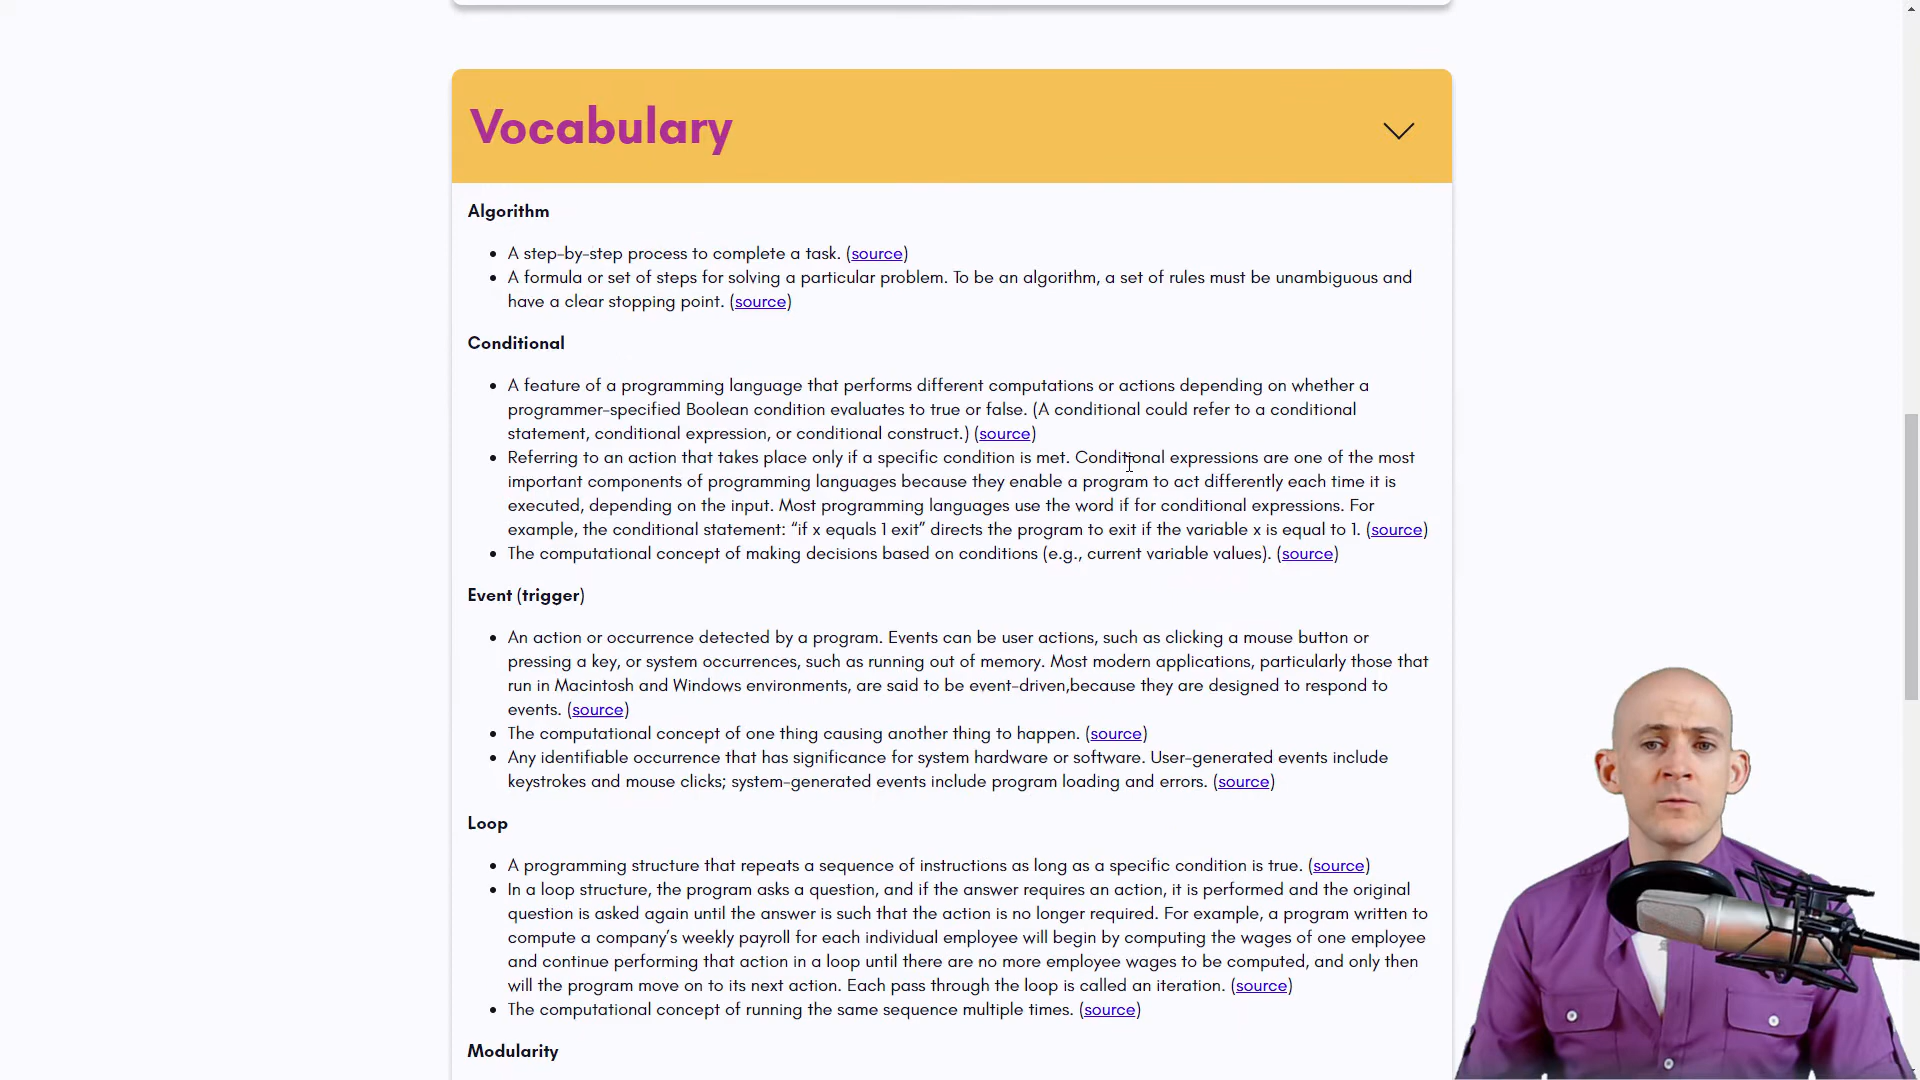 Vocabulary
Algorithm
• A step-by-step process to complete a task. (source)
• A formula or set of steps for solving a particular problem. To be an algorithm, a set of rules must be unambiguous and
have a clear stopping point. (source)
Conditional
• A feature of a programming language that performs different computations or actions depending on whether a
programmer-specified Boolean condition evaluates to true or false. (A conditional could refer to a conditional
statement, conditional expression, or conditional construct.) (source)
• Referring to an action that takes place only if a specific condition is met. Conditional expressions are one of the most
important components of programming languages because they enable a program to act differently each time it is
executed, depending on the input. Most programming languages use the word if for conditional expressions. For
example, the conditional statement: “if x equals 1 exit” directs the program to exit if the variable x is equal to 1. (source)
• The computational concept of making decisions based on conditions (e.g., current variable values). (source)
Event (trigger)
• An action or occurrence detected by a program. Events can be user actions, such as clicking a mouse button or
pressing a key, or system occurrences, such as running out of memory. Most modern applications, particularly those that
run in Macintosh and Windows environments, are said to be event-driven,because they are designed to respond to
events. (source)
• The computational concept of one thing causing another thing to happen. (source)
• Any identifiable occurrence that has significance for system hardware or software. User-generated events include
keystrokes and mouse clicks; system-generated events include program loading and errors. (source)
Loop
• A programming structure that repeats a sequence of instructions as long as a specific condition is true. (source)
• In a loop structure, the program asks a question, and if the answer requires an action, it is performed and the original
question is asked again until the answer is such that the action is no longer required. For example, a program written to
compute a company’s weekly payroll for each individual employee will begin by computing the wages of one employee
and continue performing that action in a loop until there are no more employee wages to be computed, and only then
will the program move on to its next action. Each pass through the loop is called an iteration. (source)
• The computational concept of running the same sequence multiple times. (source)
Modularity